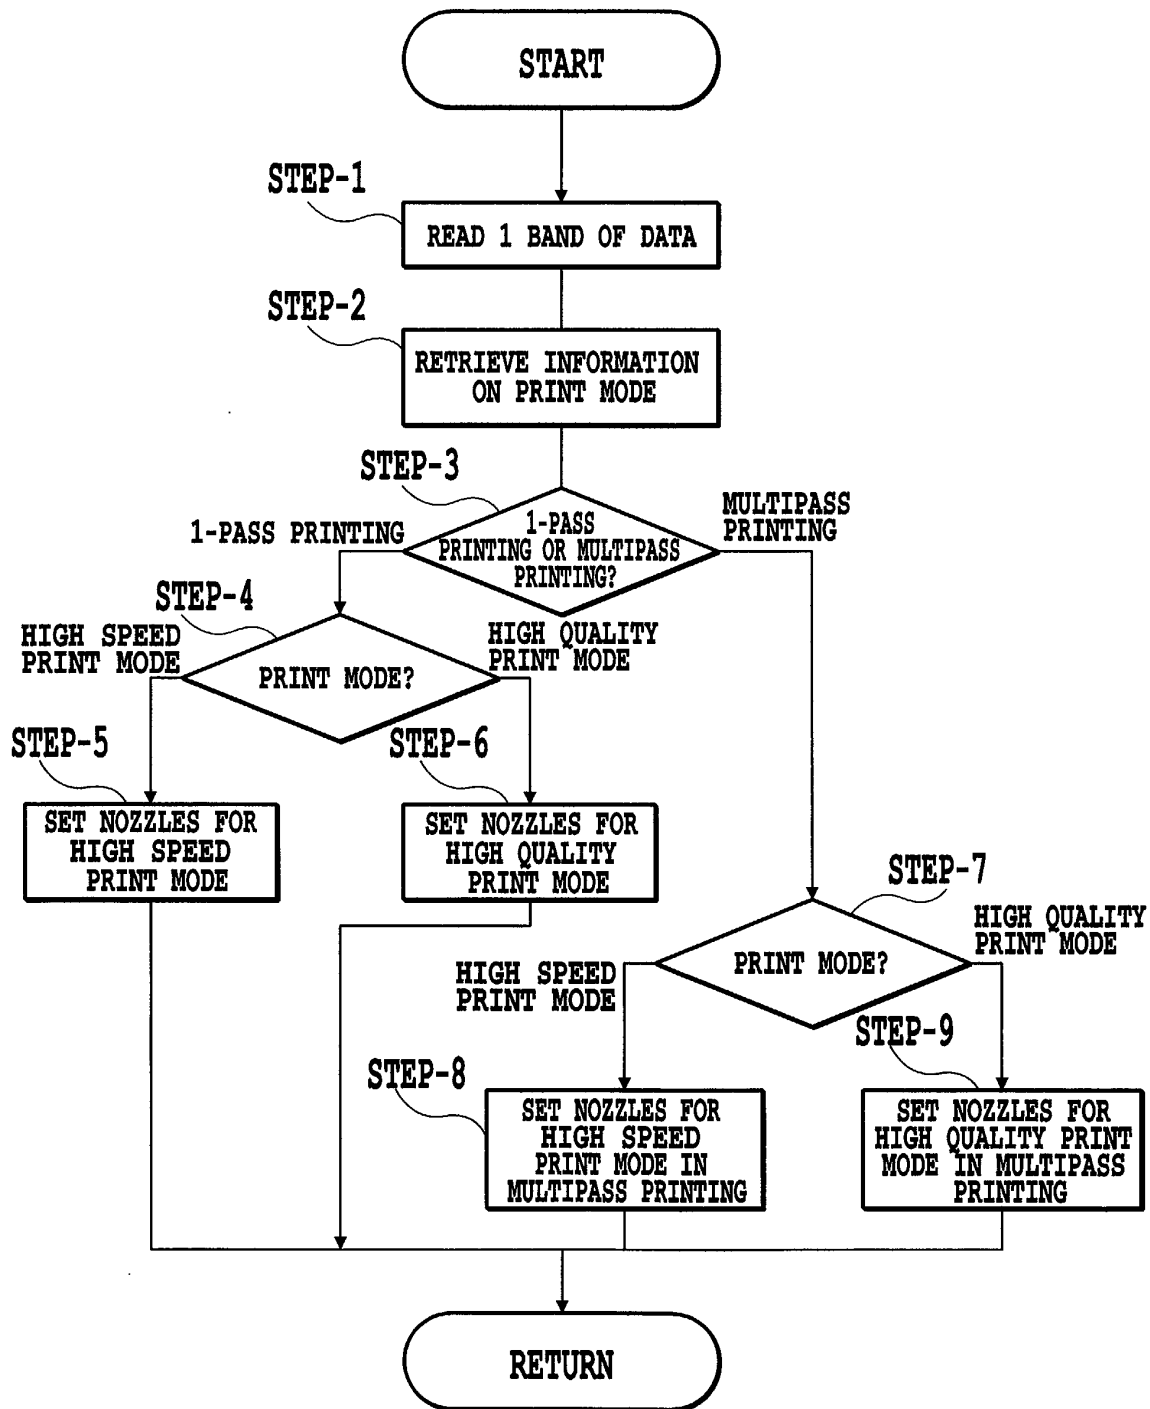 START
STEP-1
READ 1 BAND OF DATA
STEP-2
RETRIEVE INFORMATION
ON PRINT MODE
STEP-3
1-PASS PRINTING
1-PASS
PRINTING OR MULTIPASS
PRINTING?
MULTIPASS
PRINTING
STEP-4
HIGH SPEED
PRINT MODE
PRINT MODE?
HIGH QUALITY
PRINT MODE
STEP-5
SET NOZZLES FOR
HIGH SPEED
PRINT MODE
STEP-6
SET NOZZLES FOR
HIGH QUALITY
PRINT MODE
STEP-7
HIGH SPEED
PRINT MODE
PRINT MODE?
HIGH QUALITY
PRINT MODE
STEP-8
SET NOZZLES FOR
HIGH SPEED
PRINT MODE IN
MULTIPASS PRINTING
STEP-9
SET NOZZLES FOR
HIGH QUALITY PRINT
MODE IN MULTIPASS
PRINTING
RETURN